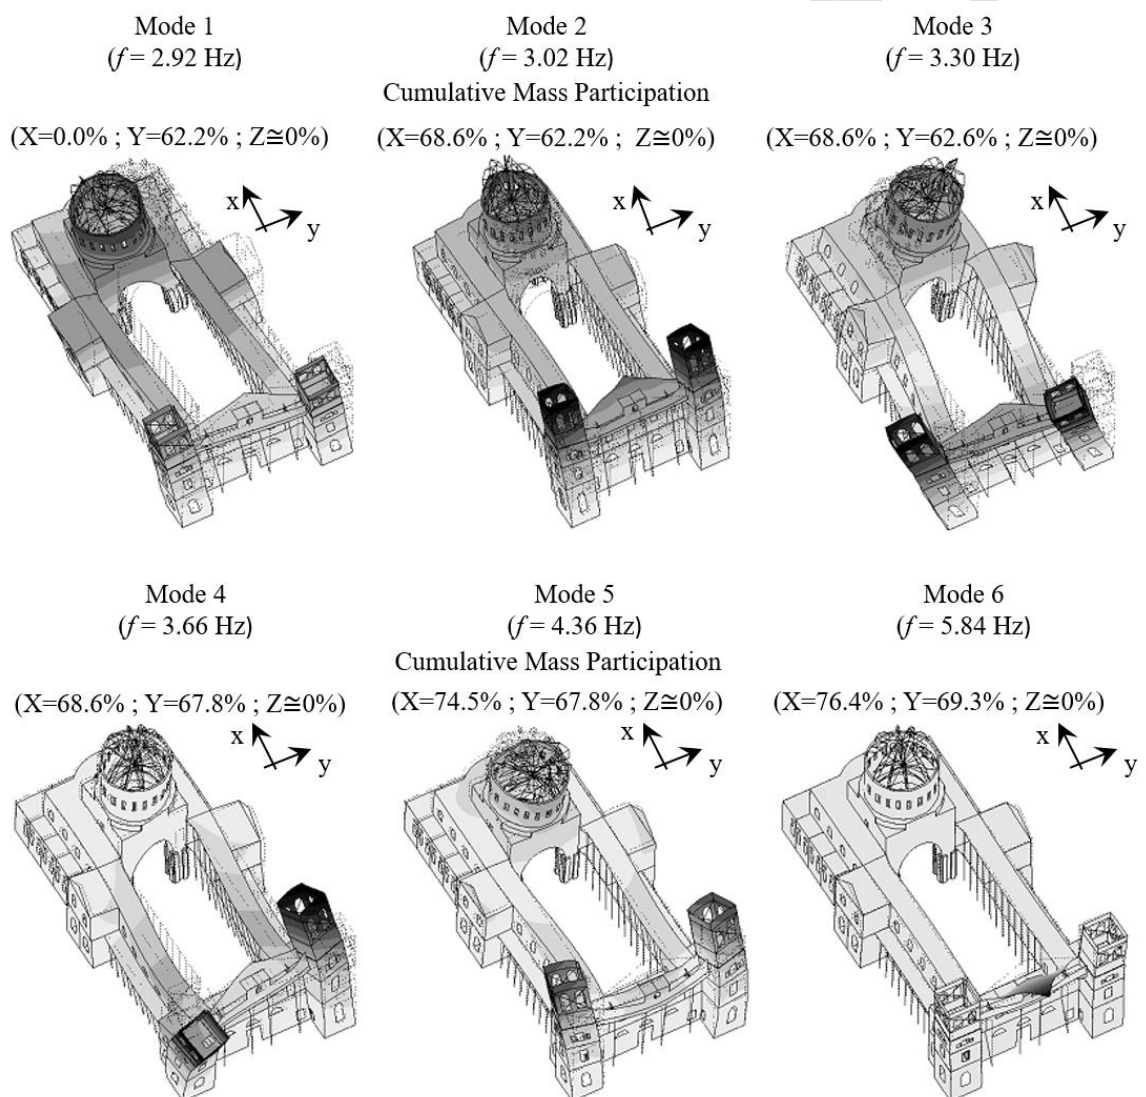 Mode 1
(f = 2.92 Hz)
Mode 2
(f = 3.02 Hz)
Mode 3
(f = 3.30 Hz)
Cumulative Mass Participation
(X=0.0% ; Y=62.2% ; Z≅0%)
(X=68.6% ; Y=62.2% ; Z≅0%)
(X=68.6% ; Y=62.6% ; Z≅0%)
x
y
x
y
x
y
Mode 4
(f = 3.66 Hz)
Mode 5
(f = 4.36 Hz)
Mode 6
(f = 5.84 Hz)
Cumulative Mass Participation
(X=68.6% ; Y=67.8% ; Z≅0%)
(X=74.5% ; Y=67.8% ; Z≅0%)
(X=76.4% ; Y=69.3% ; Z≅0%)
x
y
x
y
x
y